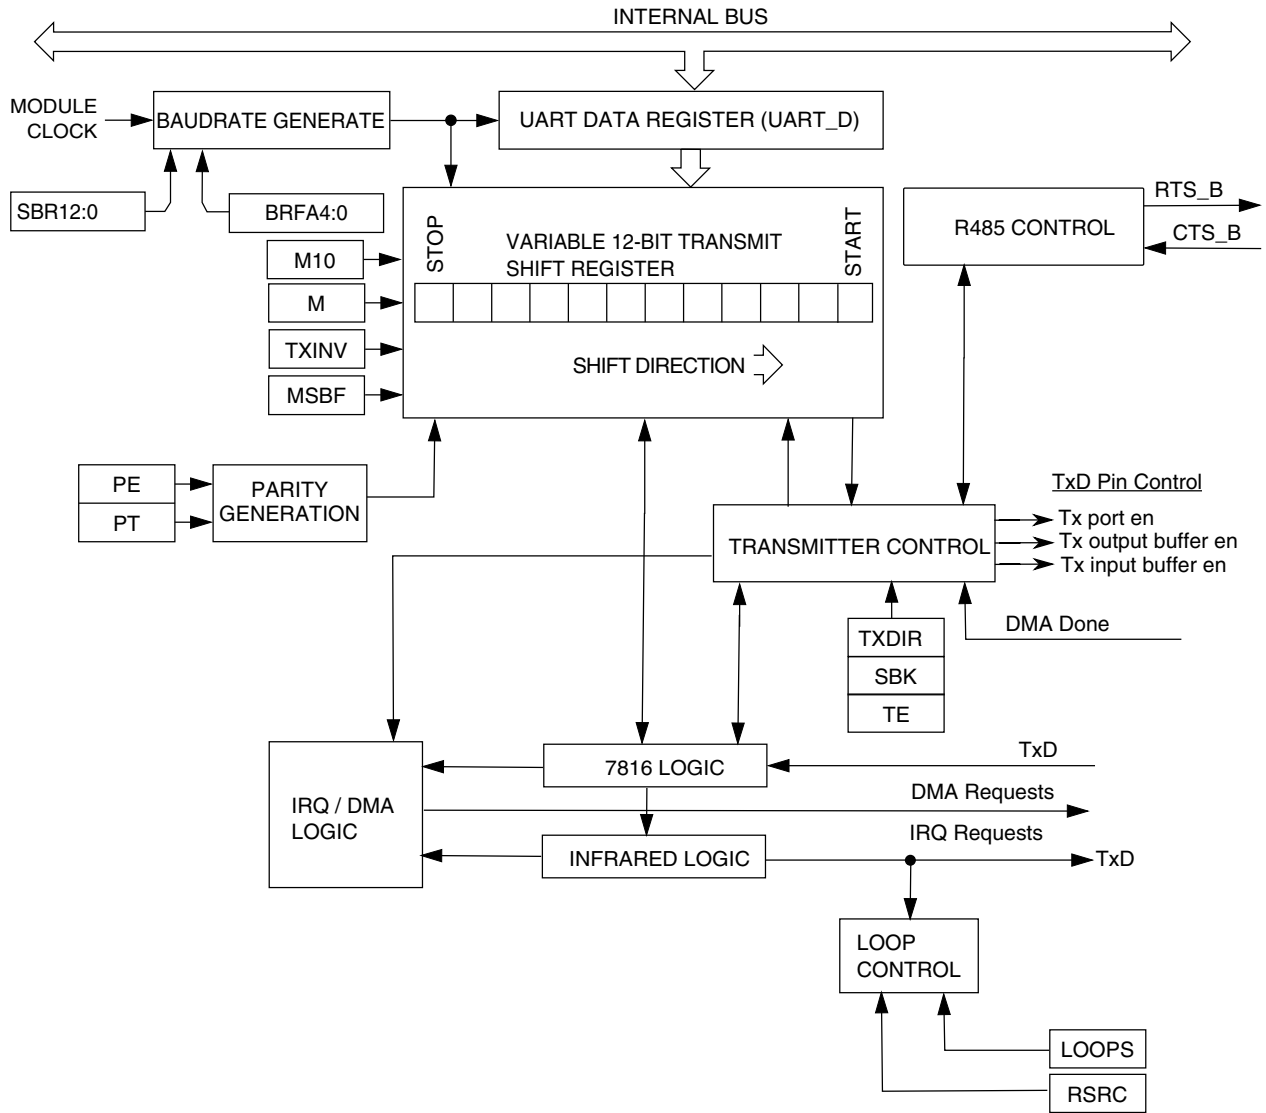 INTERNAL BUS
MODULE
CLOCK
BAUDRATE GENERATE
UART DATA REGISTER (UART_D)
SBR12:0
BRFA4:0
RTS_B
R485 CONTROL
CTS_B
STOP
VARIABLE 12-BIT TRANSMIT
SHIFT REGISTER
START
M10
M
TXINV
SHIFT DIRECTION
MSBF
PE
PT
PARITY
GENERATION
TxD Pin Control
Tx port en
Tx output buffer en
Tx input buffer en
TRANSMITTER CONTROL
DMA Done
TXDIR
SBK
TE
7816 LOGIC
TxD
IRQ / DMA
LOGIC
DMA Requests
IRQ Requests
INFRARED LOGIC
TxD
LOOP
CONTROL
LOOPS
RSRC